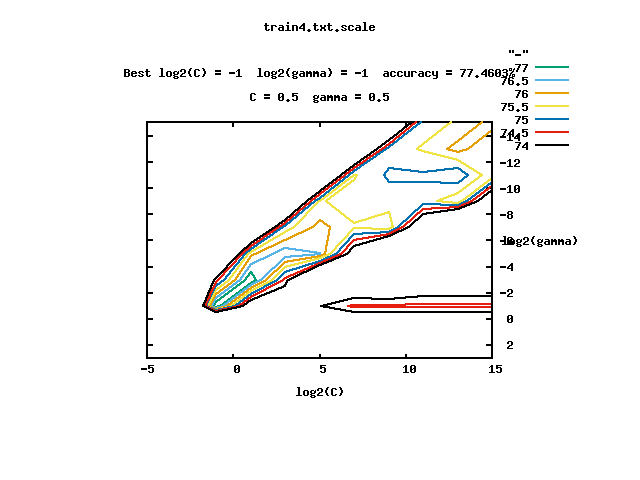 train4.txt.scale
"-"
Best log2(C) = -1  log2(gamma) = -1  accuracy = 77.4603%
77
76.5
C = 0.5  gamma = 0.5
76
75.5
75
74.5
74
-14
-12
-10
-8
-6
log2(gamma)
-4
-2
0
2
-5 0 5 10 15
log2(C)